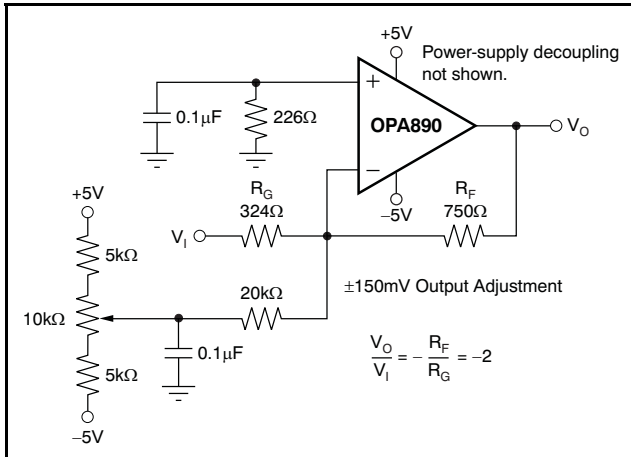 +5V
Power-supply decoupling
not shown.
+
0.1μF
226Ω
OPA890
V_O
−
−5V
R_G
324Ω
R_F
750Ω
+5V
V_I
5kΩ
±150mV Output Adjustment
20kΩ
10kΩ
0.1μF
V_O/V_I = − R_F/R_G = −2
5kΩ
−5V